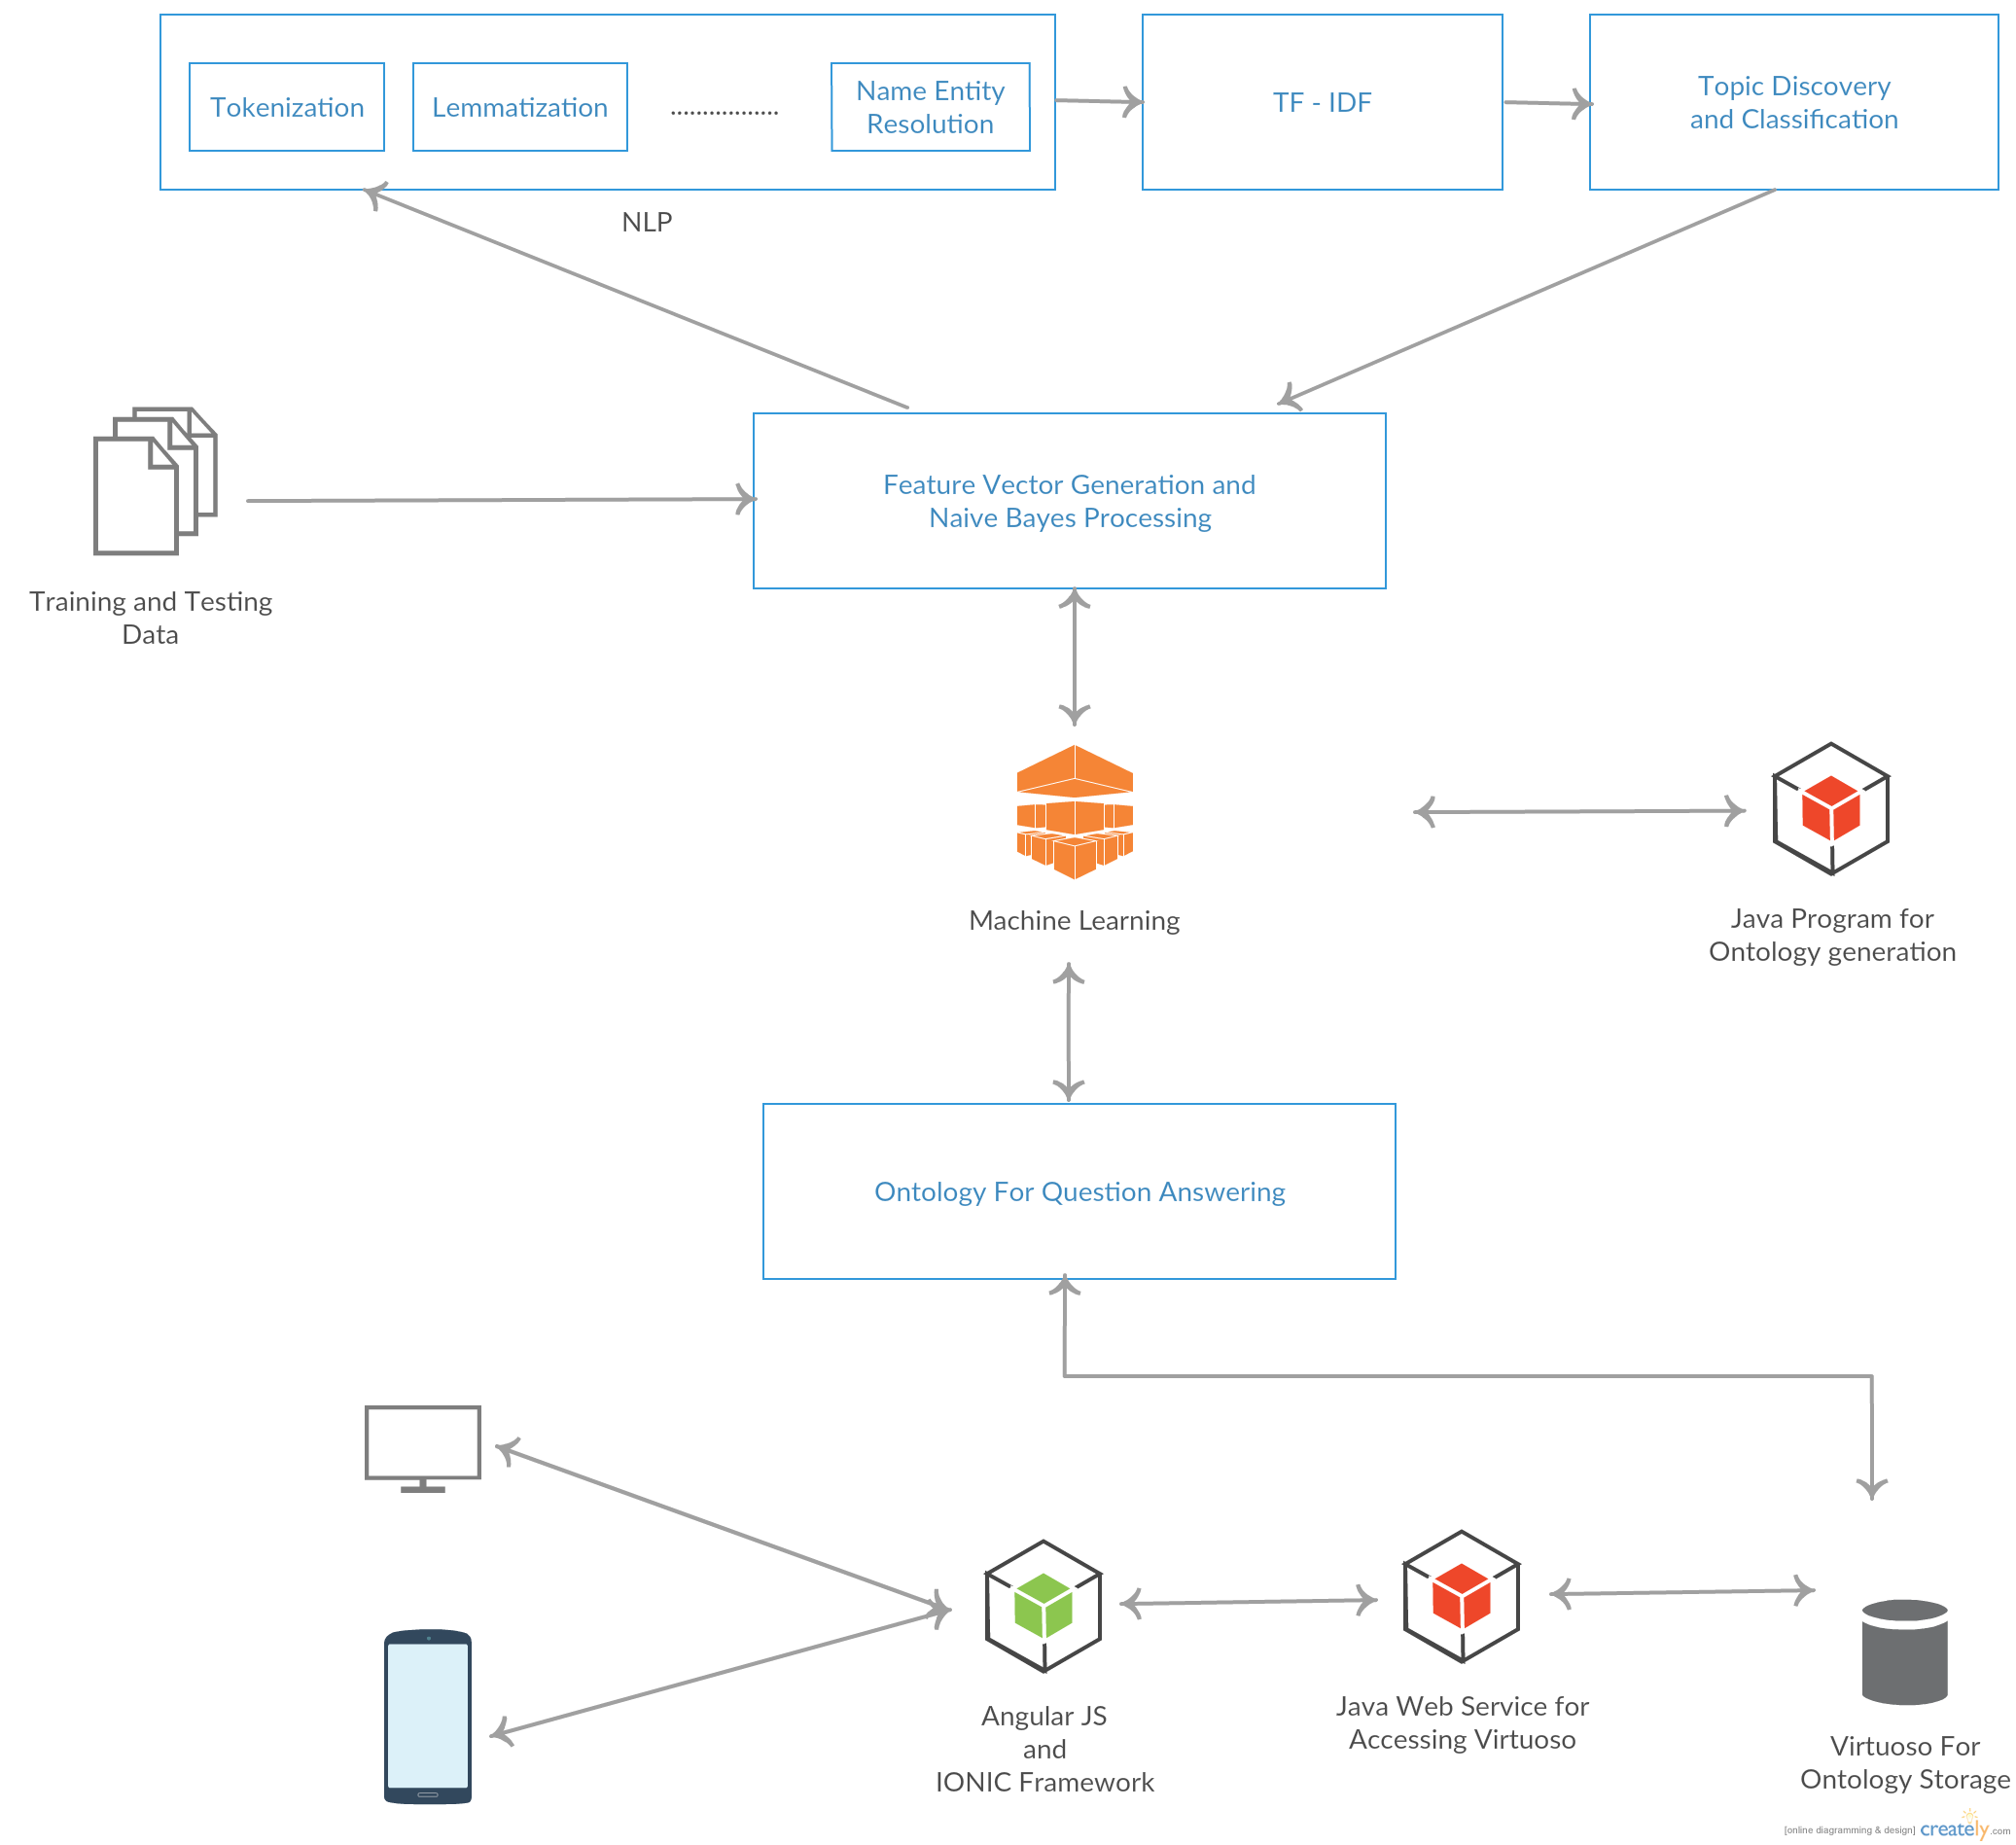 Tokenization
Lemmatization
.................
Name Entity
Resolution
TF - IDF
Topic Discovery
and Classification
NLP
Feature Vector Generation and
Naive Bayes Processing
Training and Testing
Data
Machine Learning
Java Program for
Ontology generation
Ontology For Question Answering
Angular JS
and
IONIC Framework
Java Web Service for
Accessing Virtuoso
Virtuoso For
Ontology Storage
[online diagramming & design] creately.com